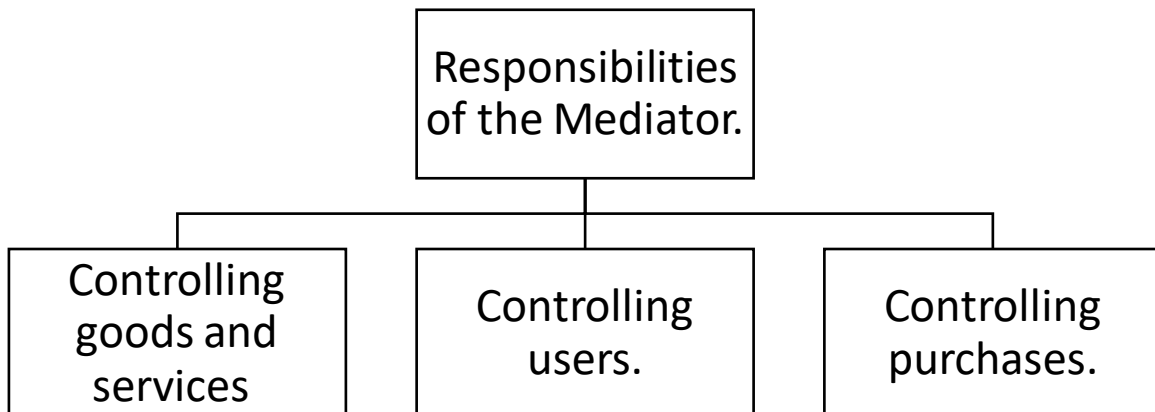 Responsibilities
of the Mediator.
Controlling
goods and
services
Controlling
users.
Controlling
purchases.